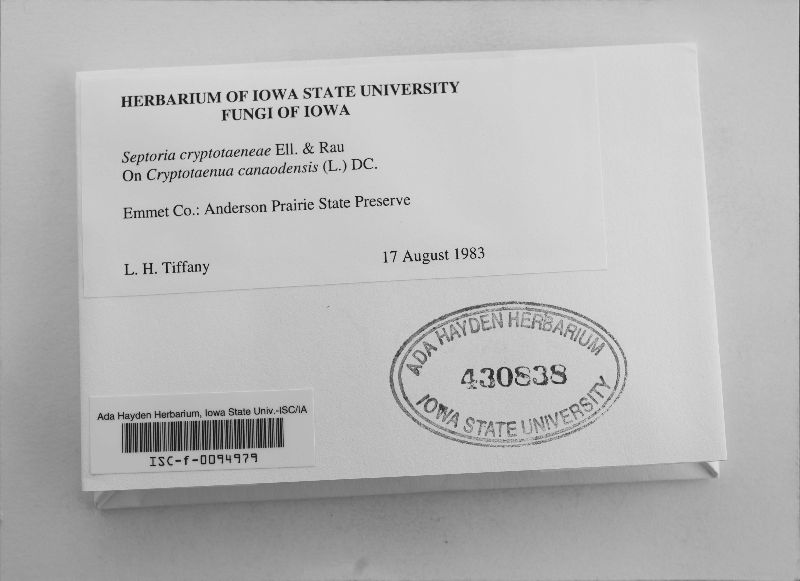 HERBARIUM OF IOWA STATE UNIVERSITY
FUNGI OF IOWA
Septoria cryptotaeneae Ell. & Rau
On Cryptotaenua canaodensis (L.) DC.
Emmet Co.: Anderson Prairie State Preserve
L. H. Tiffany 17 August 1983
ADA HAYDEN HERBARIUM
430838
IOWA STATE UNIVERSITY
Ada Hayden Herbarium, Iowa State Univ.-ISC/IA
ISC-f-0094979